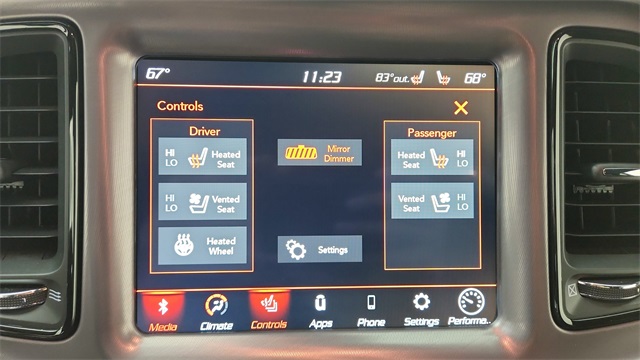 67° 11:23 83° out. 68°
Controls
Driver
HI
LO
Heated
Seat
HI
LO
Vented
Seat
Heated
Wheel
Mirror
Dimmer
Settings
Passenger
Heated
Seat
HI
LO
Vented
Seat
HI
LO
Media Climate Controls Apps Phone Settings Performa..